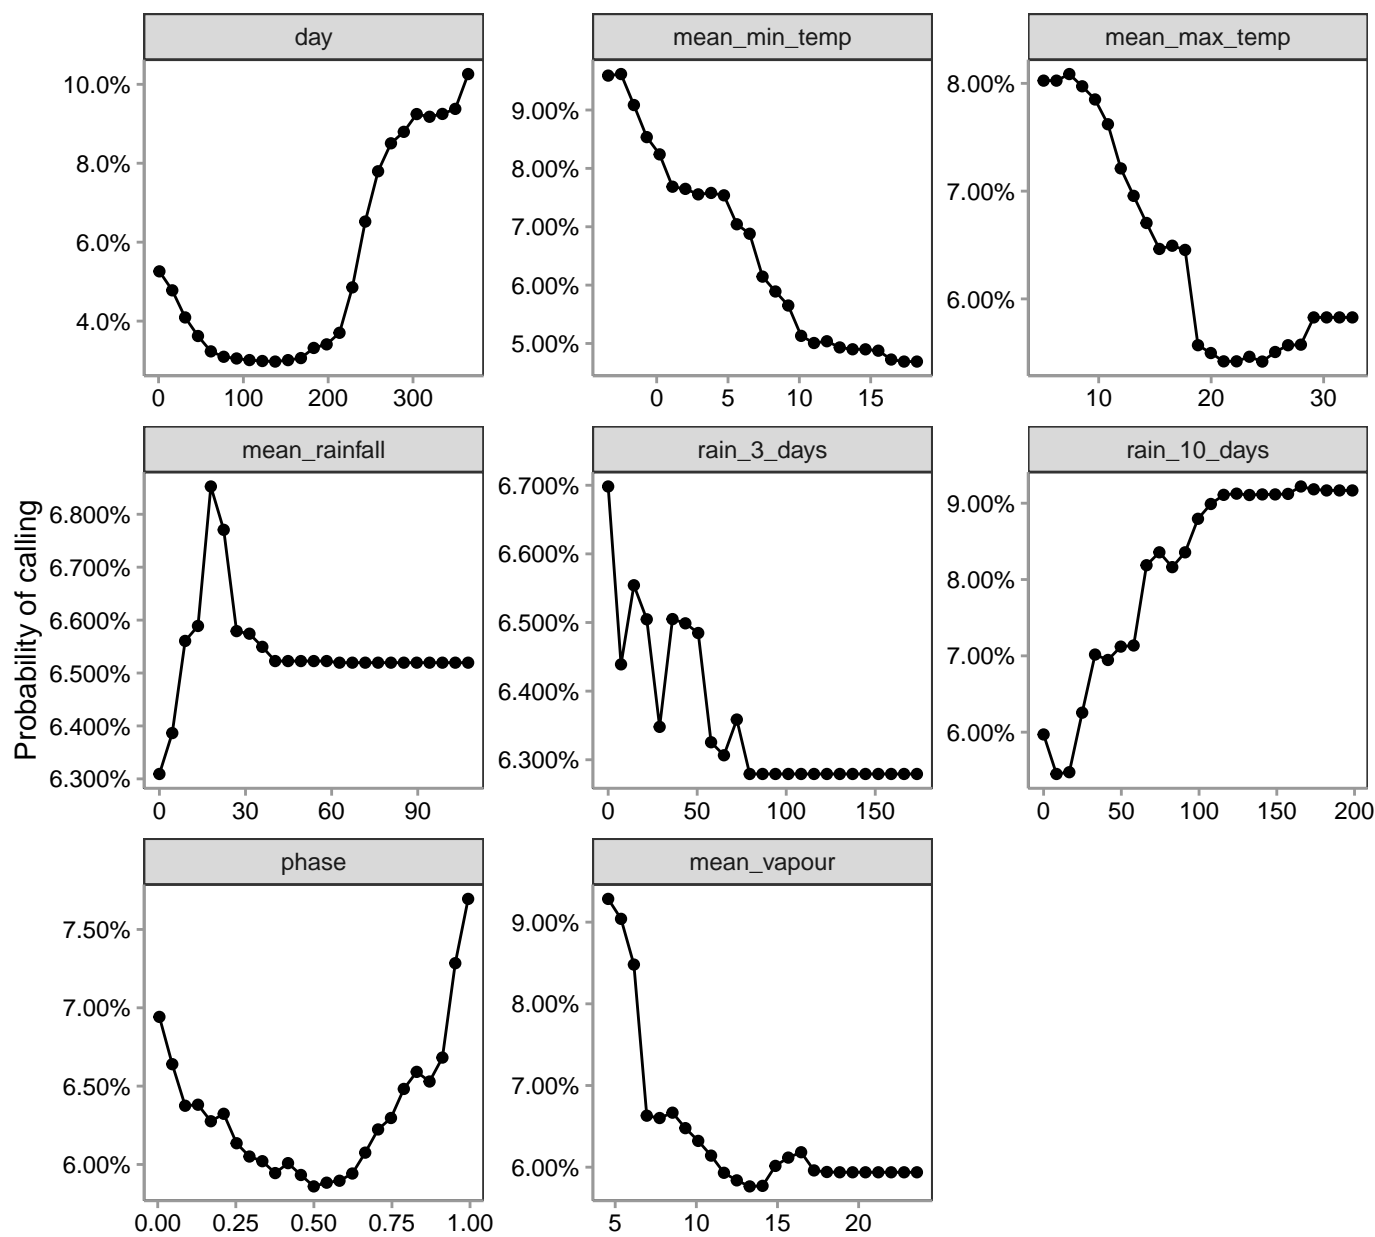 day
10.0%
8.0%
6.0%
4.0%
0 100 200 300
mean_min_temp
9.00%
8.00%
7.00%
6.00%
5.00%
0 5 10 15
mean_max_temp
8.00%
7.00%
6.00%
10 20 30
Probability of calling
mean_rainfall
6.800%
6.700%
6.600%
6.500%
6.400%
6.300%
0 30 60 90
rain_3_days
6.700%
6.600%
6.500%
6.400%
6.300%
0 50 100 150
rain_10_days
9.00%
8.00%
7.00%
6.00%
0 50 100 150 200
phase
7.50%
7.00%
6.50%
6.00%
0.00 0.25 0.50 0.75 1.00
mean_vapour
9.00%
8.00%
7.00%
6.00%
5 10 15 20